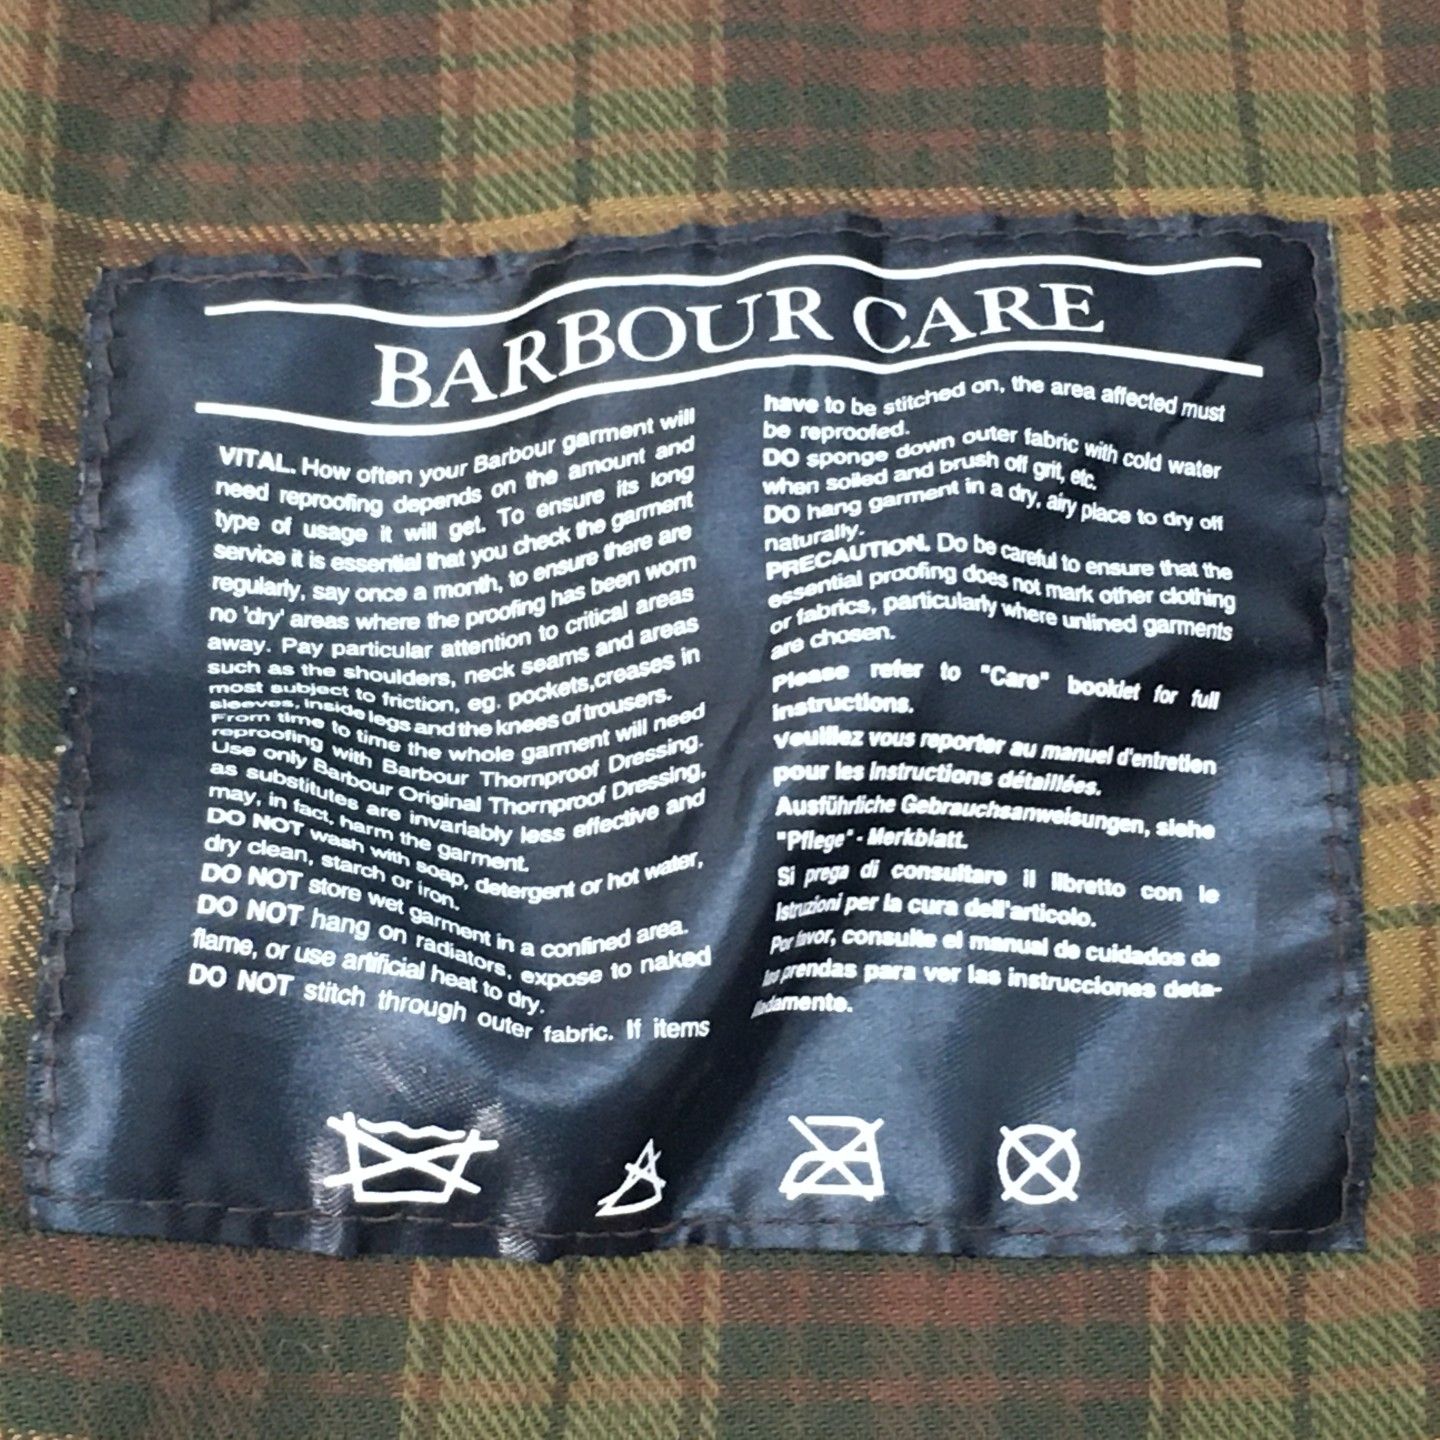 BARBOUR CARE
VITAL. How often your Barbour garment will
need reproofing depends on the amount and
type of usage it will get. To ensure its long
service it is essential that you check the garment
regularly, say once a month, to ensure there are
no 'dry' areas where the proofing has been worn
away. Pay particular attention to critical areas
such as the shoulders, neck seams and areas
most subject to friction, eg. pockets,creases in
sleeves, inside legs and the knees of trousers.
From time to time the whole garment will need
reproofing with Barbour Thornproof Dressing.
Use only Barbour Original Thornproof Dressing,
as substitutes are invariably less effective and
may, in fact, harm the garment.
DO NOT wash with soap, detergent or hot water,
dry clean, starch or iron.
DO NOT store wet garment in a confined area.
DO NOT hang on radiators, expose to naked
flame, or use artificial heat to dry.
DO NOT stitch through outer fabric. If items
have to be stitched on, the area affected must
be reproofed.
DO sponge down outer fabric with cold water
when soiled and brush off grit, etc.
DO hang garment in a dry, airy place to dry off
naturally.
PRECAUTION. Do be careful to ensure that the
essential proofing does not mark other clothing
or fabrics, particularly where unlined garments
are chosen.
Please refer to "Care" booklet for full
instructions.
Veuillez vous reporter au manuel d'entretien
pour les instructions détaillées.
Ausführliche Gebrauchsanweisungen, siehe
"Pflege" - Merkblatt.
Si prega di consultare il libretto con le
istruzioni per la cura dell'articolo.
Por favor, consulte el manual de cuidados de
las prendas para ver las instrucciones deta-
lladamente.